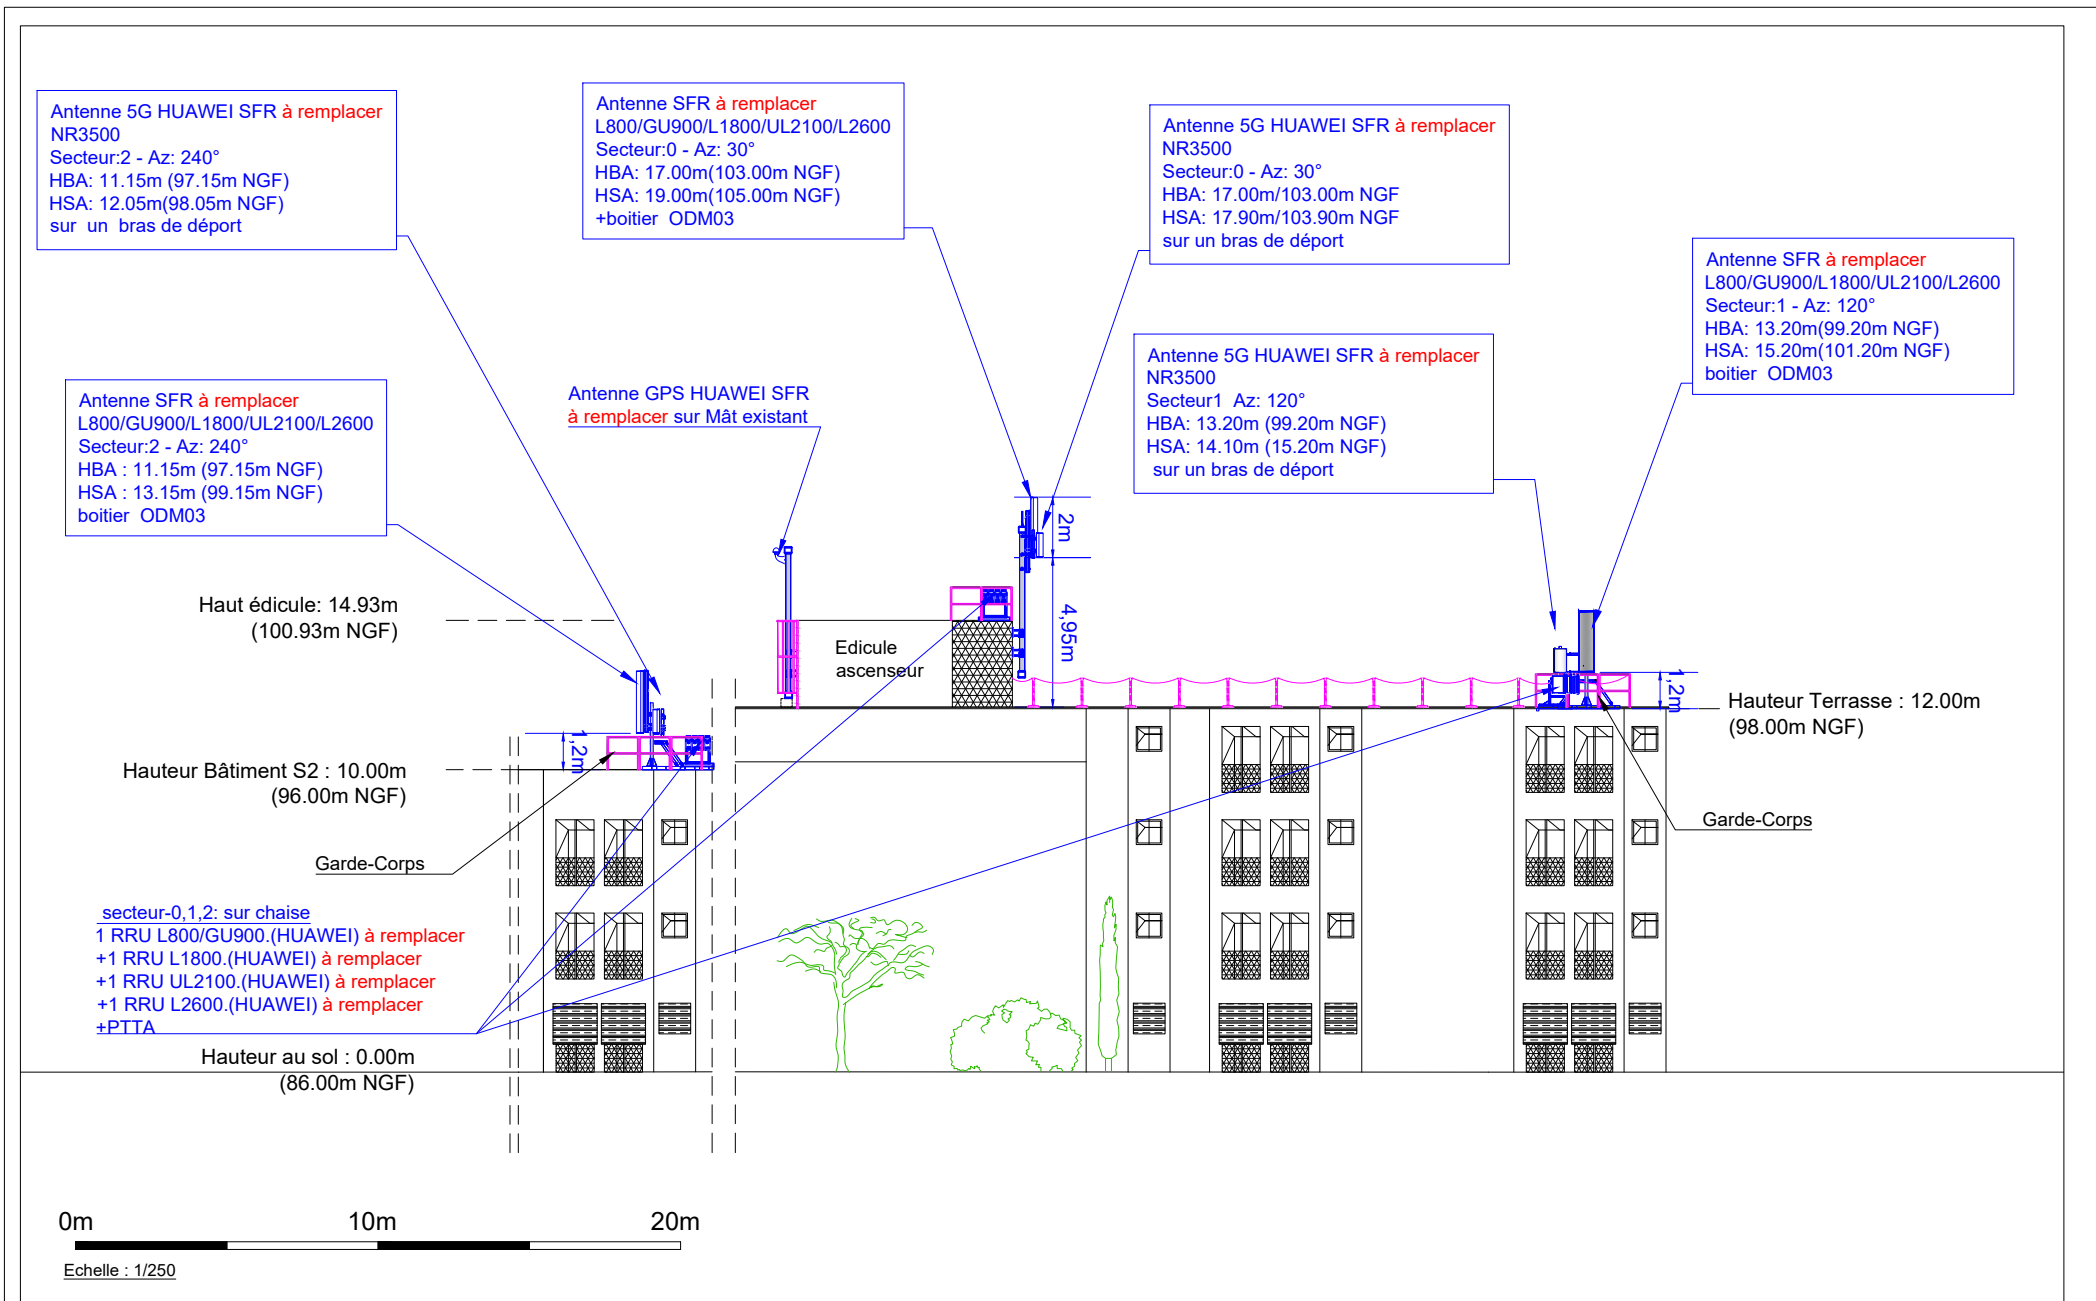 Antenne 5G HUAWEI SFR à remplacer
NR3500
Secteur:2 - Az: 240°
HBA: 11.15m (97.15m NGF)
HSA: 12.05m(98.05m NGF)
sur un bras de déport
Antenne SFR à remplacer
L800/GU900/L1800/UL2100/L2600
Secteur:0 - Az: 30°
HBA: 17.00m(103.00m NGF)
HSA: 19.00m(105.00m NGF)
+boitier ODM03
Antenne 5G HUAWEI SFR à remplacer
NR3500
Secteur:0 - Az: 30°
HBA: 17.00m/103.00m NGF
HSA: 17.90m/103.90m NGF
sur un bras de déport
Antenne SFR à remplacer
L800/GU900/L1800/UL2100/L2600
Secteur:1 - Az: 120°
HBA: 13.20m(99.20m NGF)
HSA: 15.20m(101.20m NGF)
boitier ODM03
Antenne 5G HUAWEI SFR à remplacer
NR3500
Secteur1 Az: 120°
HBA: 13.20m (99.20m NGF)
HSA: 14.10m (15.20m NGF)
sur un bras de déport
Antenne SFR à remplacer
L800/GU900/L1800/UL2100/L2600
Secteur:2 - Az: 240°
HBA : 11.15m (97.15m NGF)
HSA : 13.15m (99.15m NGF)
boitier ODM03
Antenne GPS HUAWEI SFR
à remplacer sur Mât existant
2m
4,95m
Haut édicule: 14.93m
(100.93m NGF)
Edicule
ascenseur
1,2m
Hauteur Terrasse : 12.00m
(98.00m NGF)
1,2m
Hauteur Bâtiment S2 : 10.00m
(96.00m NGF)
Garde-Corps
Garde-Corps
secteur-0,1,2: sur chaise
1 RRU L800/GU900.(HUAWEI) à remplacer
+1 RRU L1800.(HUAWEI) à remplacer
+1 RRU UL2100.(HUAWEI) à remplacer
+1 RRU L2600.(HUAWEI) à remplacer
+PTTA
Hauteur au sol : 0.00m
(86.00m NGF)
0m 10m 20m
Echelle : 1/250